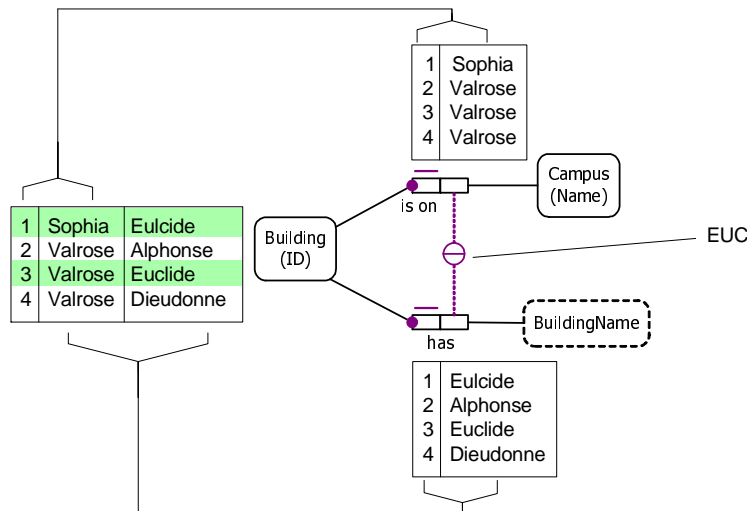 1 Sophia
2 Valrose
3 Valrose
4 Valrose
Campus
(Name)
is on
1 Sophia Eulcide
2 Valrose Alphonse
3 Valrose Euclide
4 Valrose Dieudonne
Building
(ID)
EUC
BuildingName
has
1 Eulcide
2 Alphonse
3 Euclide
4 Dieudonne